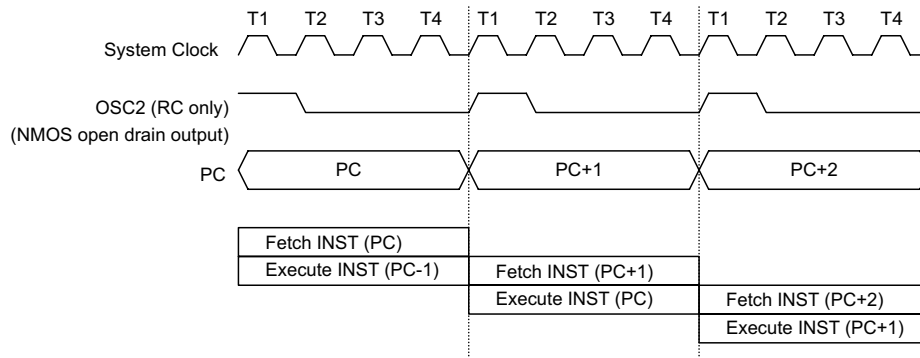 T1 T2 T3 T4 T1 T2 T3 T4 T1 T2 T3 T4
System Clock
OSC2 (RC only)
(NMOS open drain output)
PC PC PC+1 PC+2
Fetch INST (PC)
Execute INST (PC-1) Fetch INST (PC+1)
Execute INST (PC) Fetch INST (PC+2)
Execute INST (PC+1)